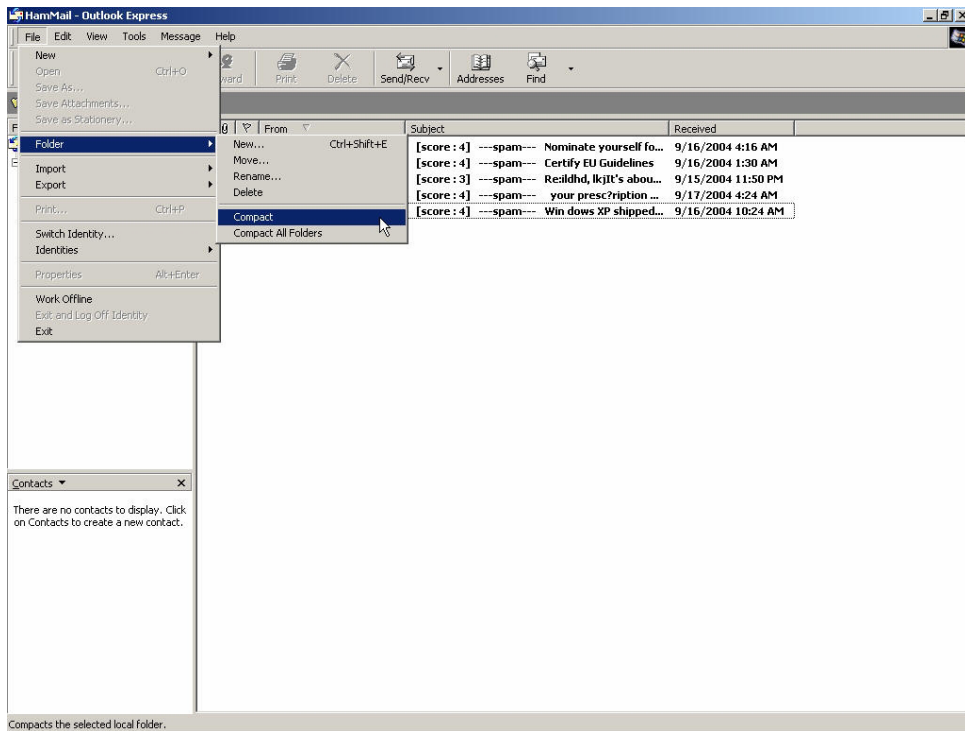 HamMail - Outlook Express
File Edit View Tools Message Help
ward Print Delete Send/Recv Addresses Find
New
Open Ctrl+O
Save As...
Save Attachments...
Save as Stationery...
Folder
Import
Export
Print... Ctrl+P
Switch Identity...
Identities
Properties Alt+Enter
Work Offline
Exit and Log Off Identity
Exit
New... Ctrl+Shift+E
Move...
Rename...
Delete
Compact
Compact All Folders
F
From Subject Received
[score : 4] ---spam--- Nominate yourself fo... 9/16/2004 4:16 AM
[score : 4] ---spam--- Certify EU Guidelines 9/16/2004 1:30 AM
[score : 3] ---spam--- Re:ildhd, lkjIt's abou... 9/15/2004 11:50 PM
[score : 4] ---spam--- your presc?ription ... 9/17/2004 4:24 AM
[score : 4] ---spam--- Win dows XP shipped... 9/16/2004 10:24 AM
Contacts
There are no contacts to display. Click
on Contacts to create a new contact.
Compacts the selected local folder.